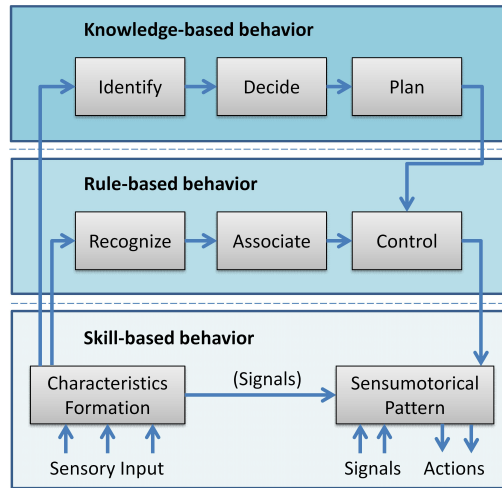 Knowledge-based behavior
Identify
Decide
Plan
Rule-based behavior
Recognize
Associate
Control
Skill-based behavior
Characteristics
Formation
(Signals)
Sensumotorical
Pattern
Sensory Input
Signals
Actions